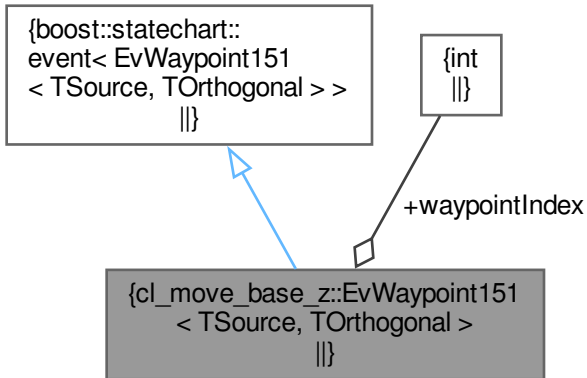 {boost::statechart::
event< EvWaypoint151
< TSource, TOrthogonal > >
||}
{int
||}
+waypointIndex
{cl_move_base_z::EvWaypoint151
< TSource, TOrthogonal >
||}